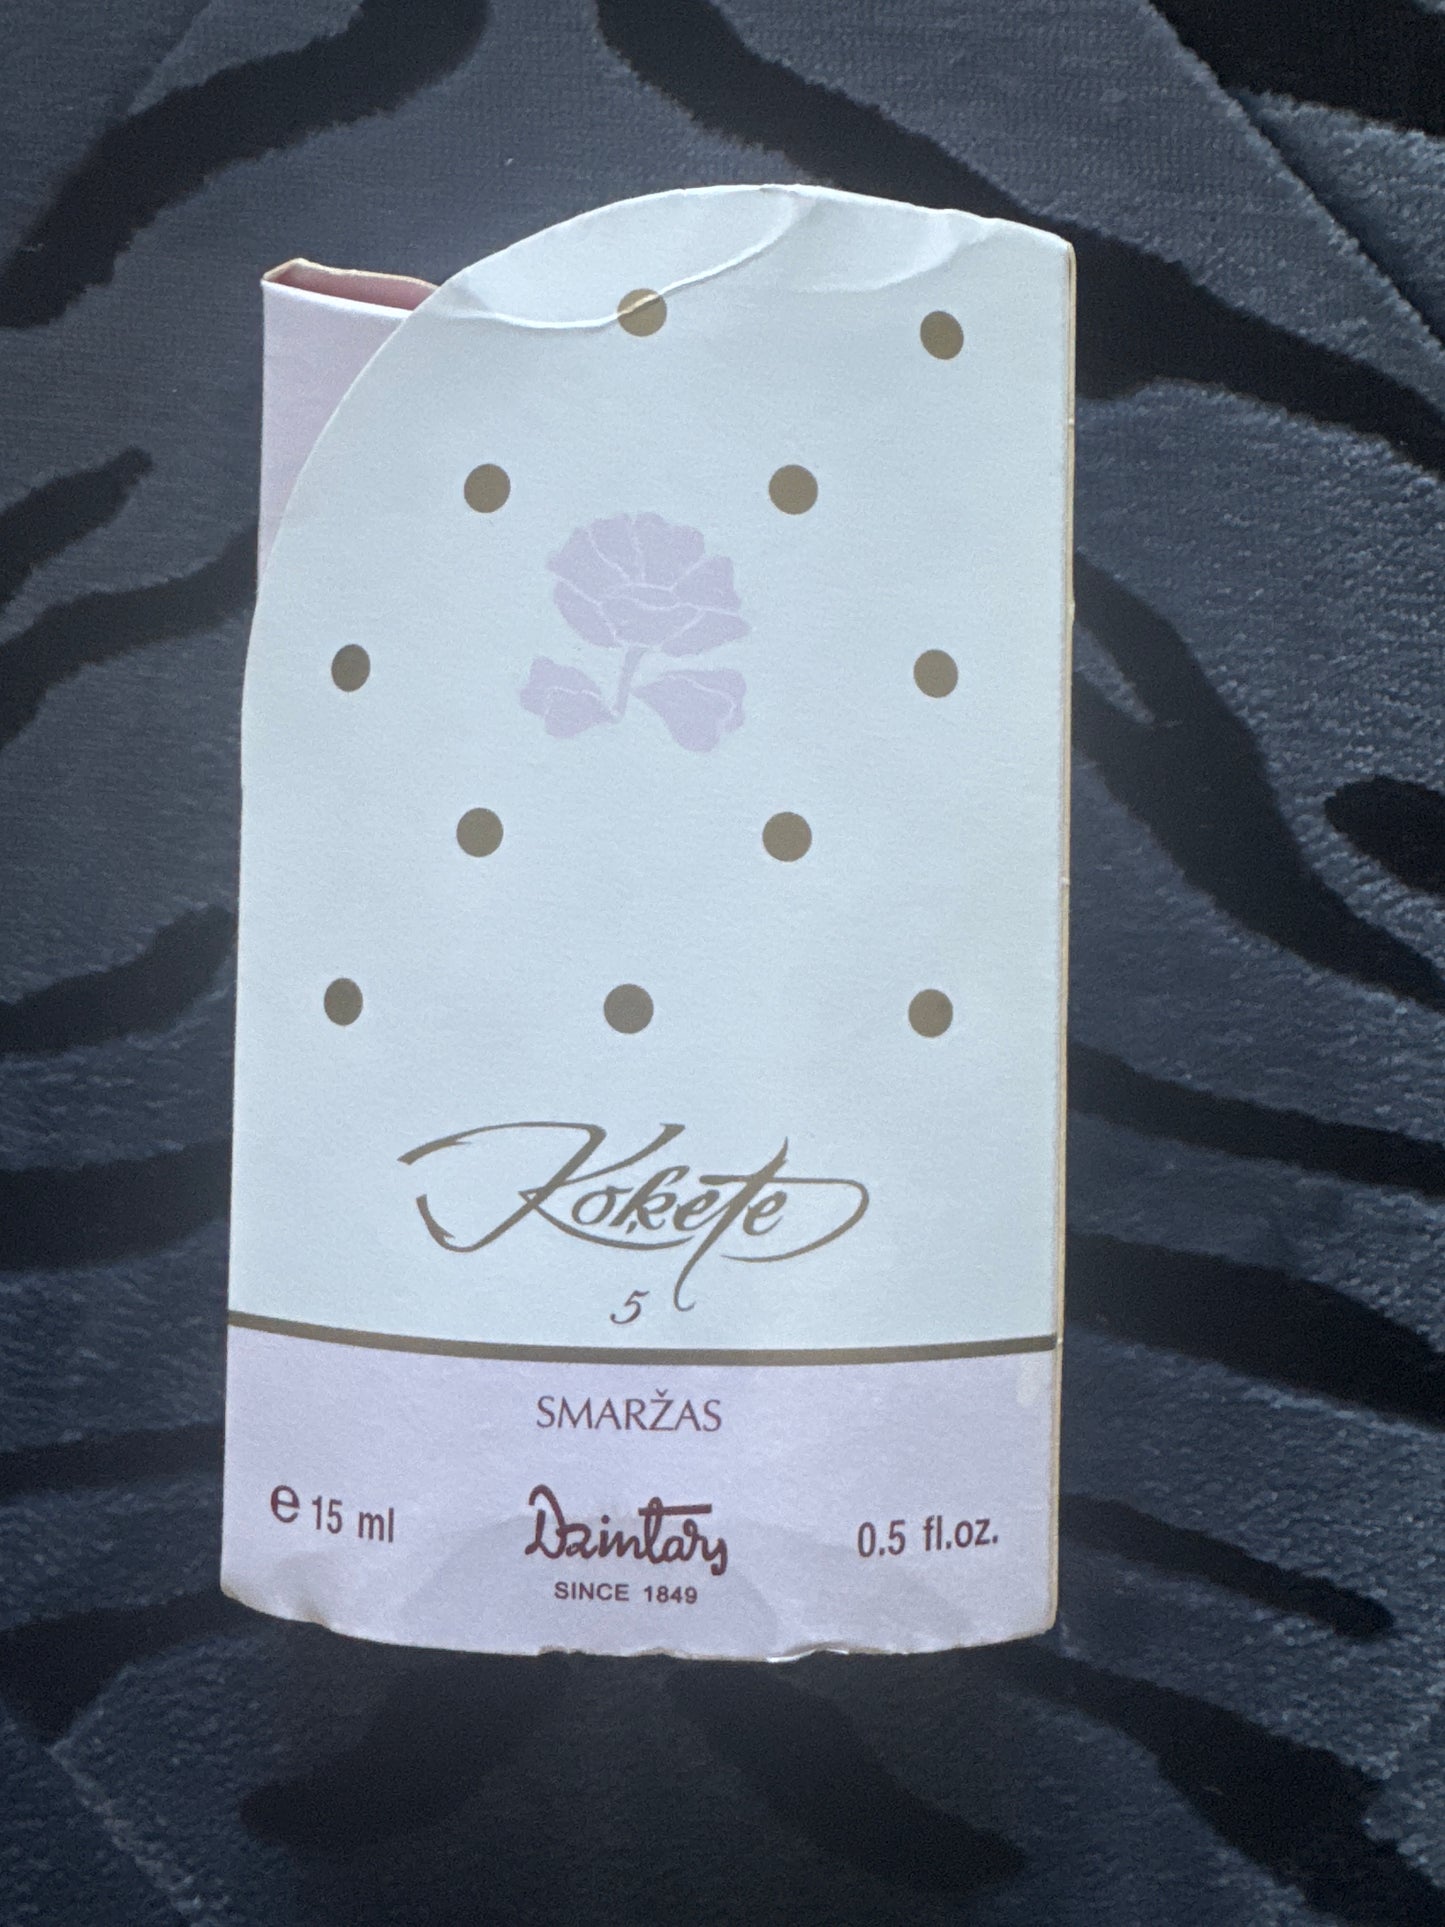 Koķete
5
SMARŽAS
℮ 15 ml
Dzintars
SINCE 1849
0.5 fl.oz.